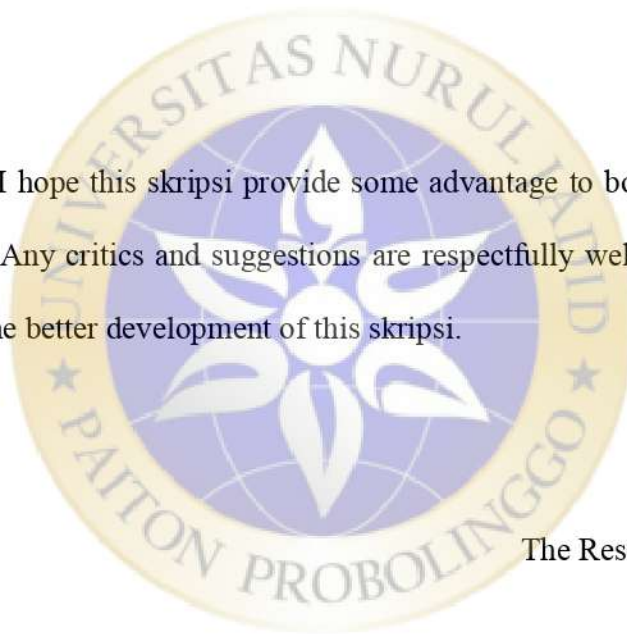 UNIVERSITAS NURUL JADID
I hope this skripsi provide some advantage to bo
Any critics and suggestions are respectfully wel
he better development of this skripsi.
★ PAITON PROBOLINGGO ★
The Res